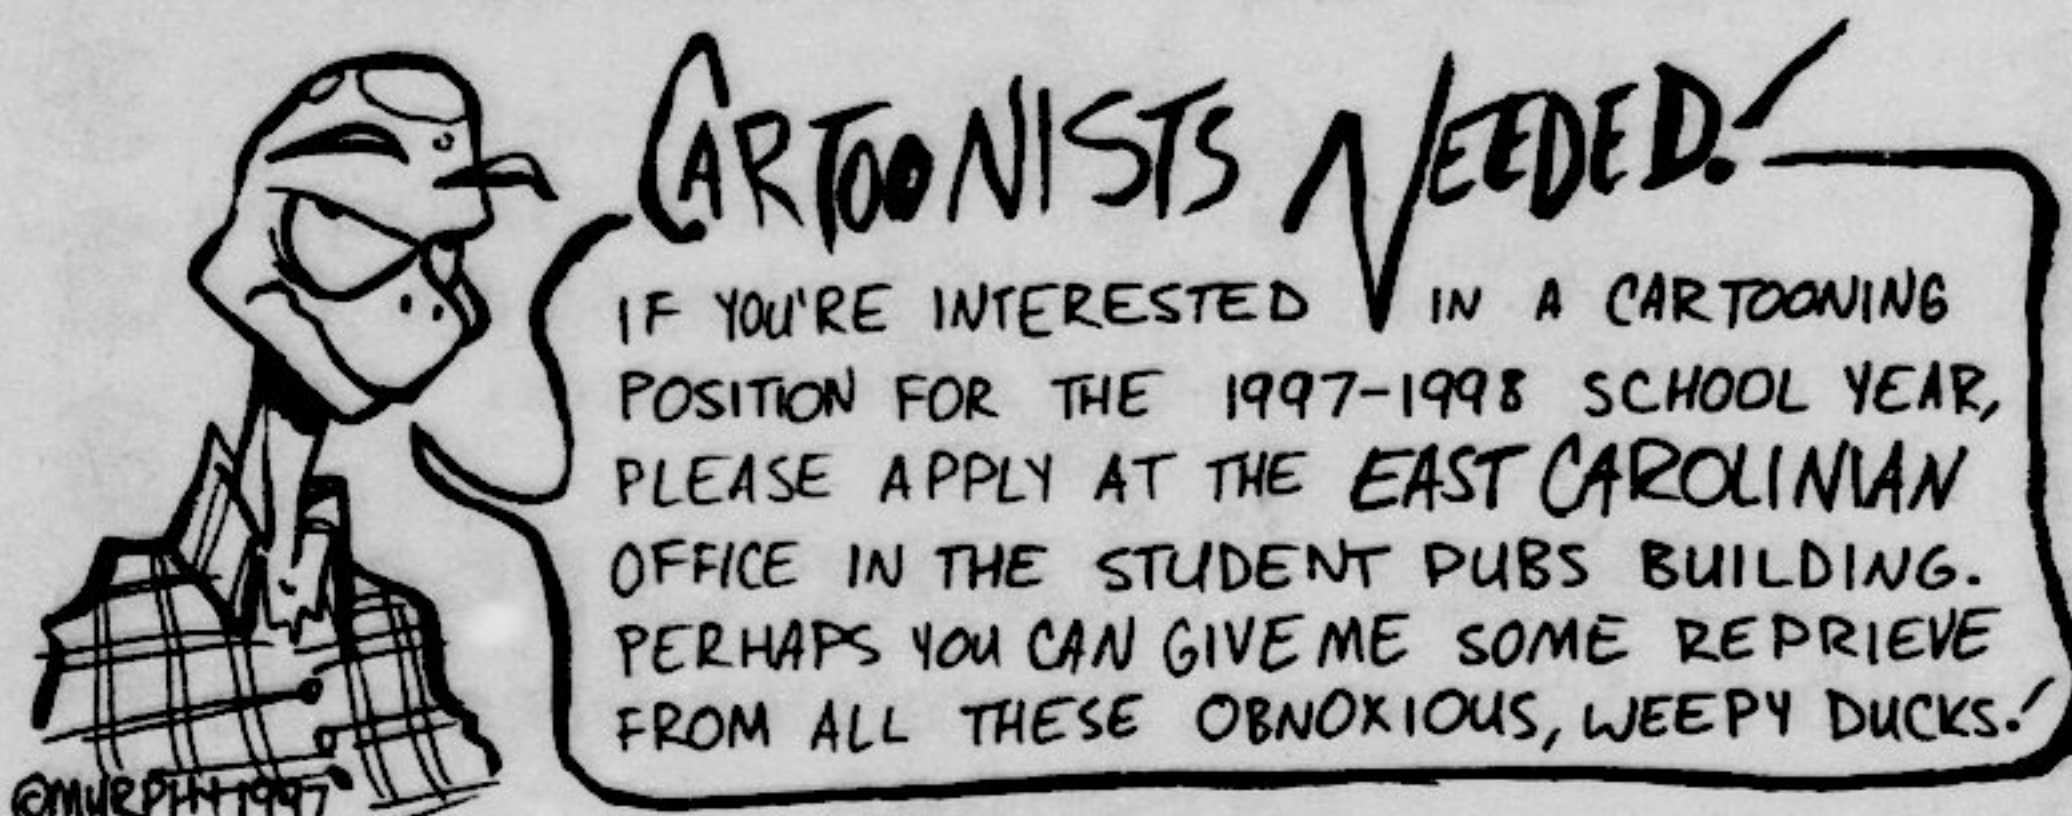 CARTOONISTS NEEDED!
IF YOU'RE INTERESTED IN A CARTOONING
POSITION FOR THE 1997-1998 SCHOOL YEAR,
PLEASE APPLY AT THE EAST CAROLINIAN
OFFICE IN THE STUDENT PUBS BUILDING.
PERHAPS YOU CAN GIVE ME SOME REPRIEVE
FROM ALL THESE OBNOXIOUS, WEEPY DUCKS!
©MURPHY 1997